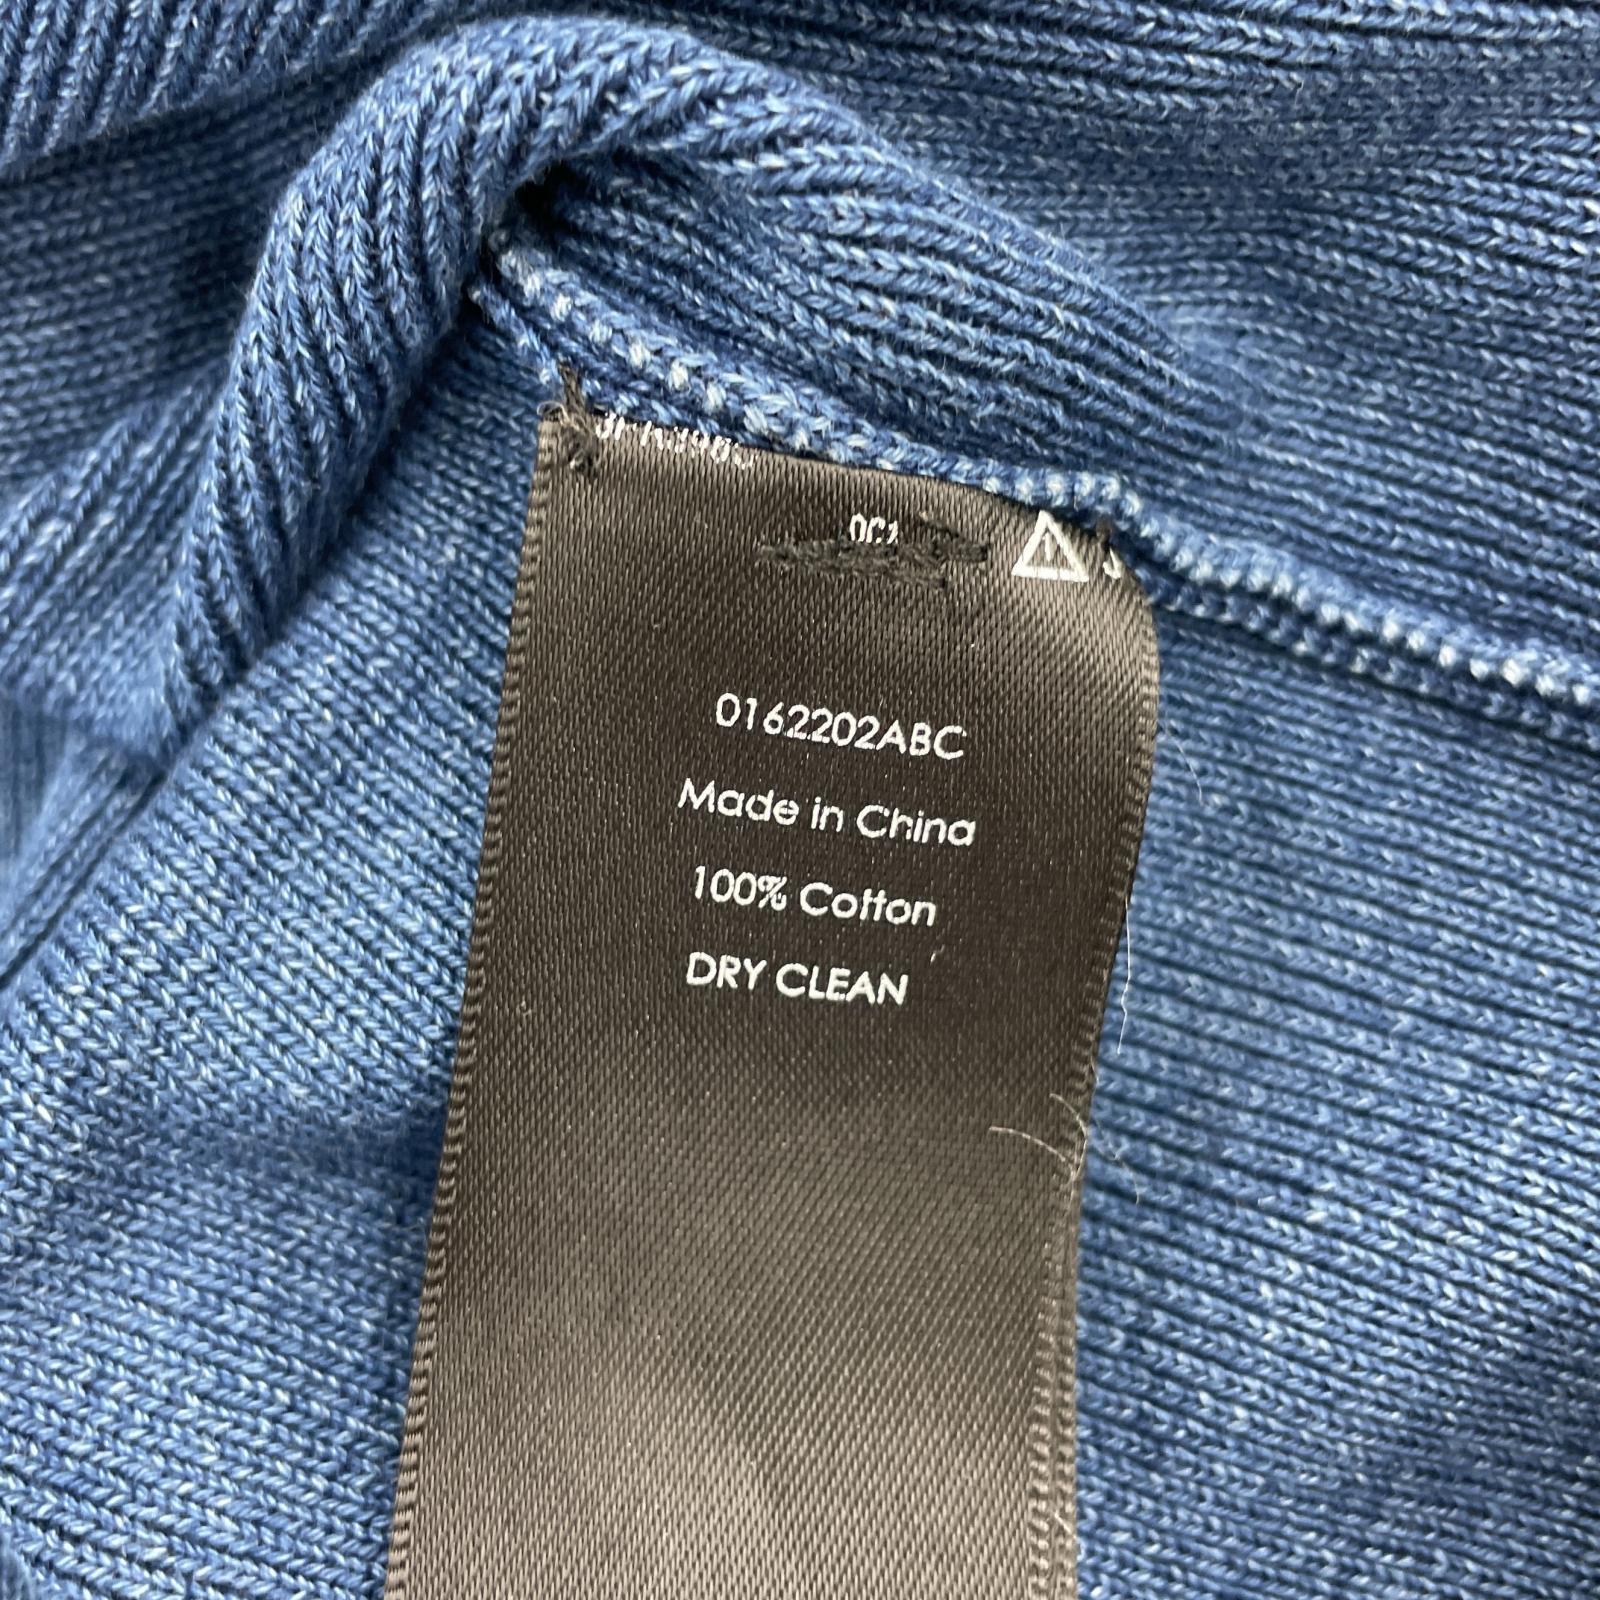 0162202ABC
Made in China
100% Cotton
DRY CLEAN